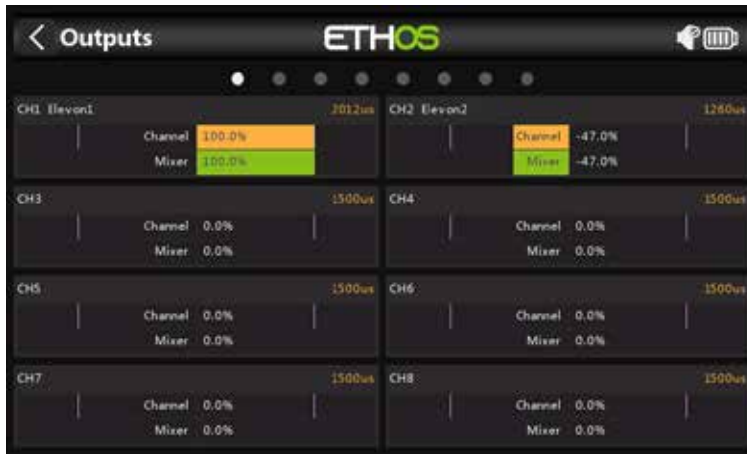 < Outputs
ETHOS
CH1 Elevon1 2012us
Channel 100.0%
Mixer 100.0%
CH2 Elevon2 1260us
Channel -47.0%
Mixer -47.0%
CH3 1500us
Channel 0.0%
Mixer 0.0%
CH4 1500us
Channel 0.0%
Mixer 0.0%
CH5 1500us
Channel 0.0%
Mixer 0.0%
CH6 1500us
Channel 0.0%
Mixer 0.0%
CH7 1500us
Channel 0.0%
Mixer 0.0%
CH8 1500us
Channel 0.0%
Mixer 0.0%